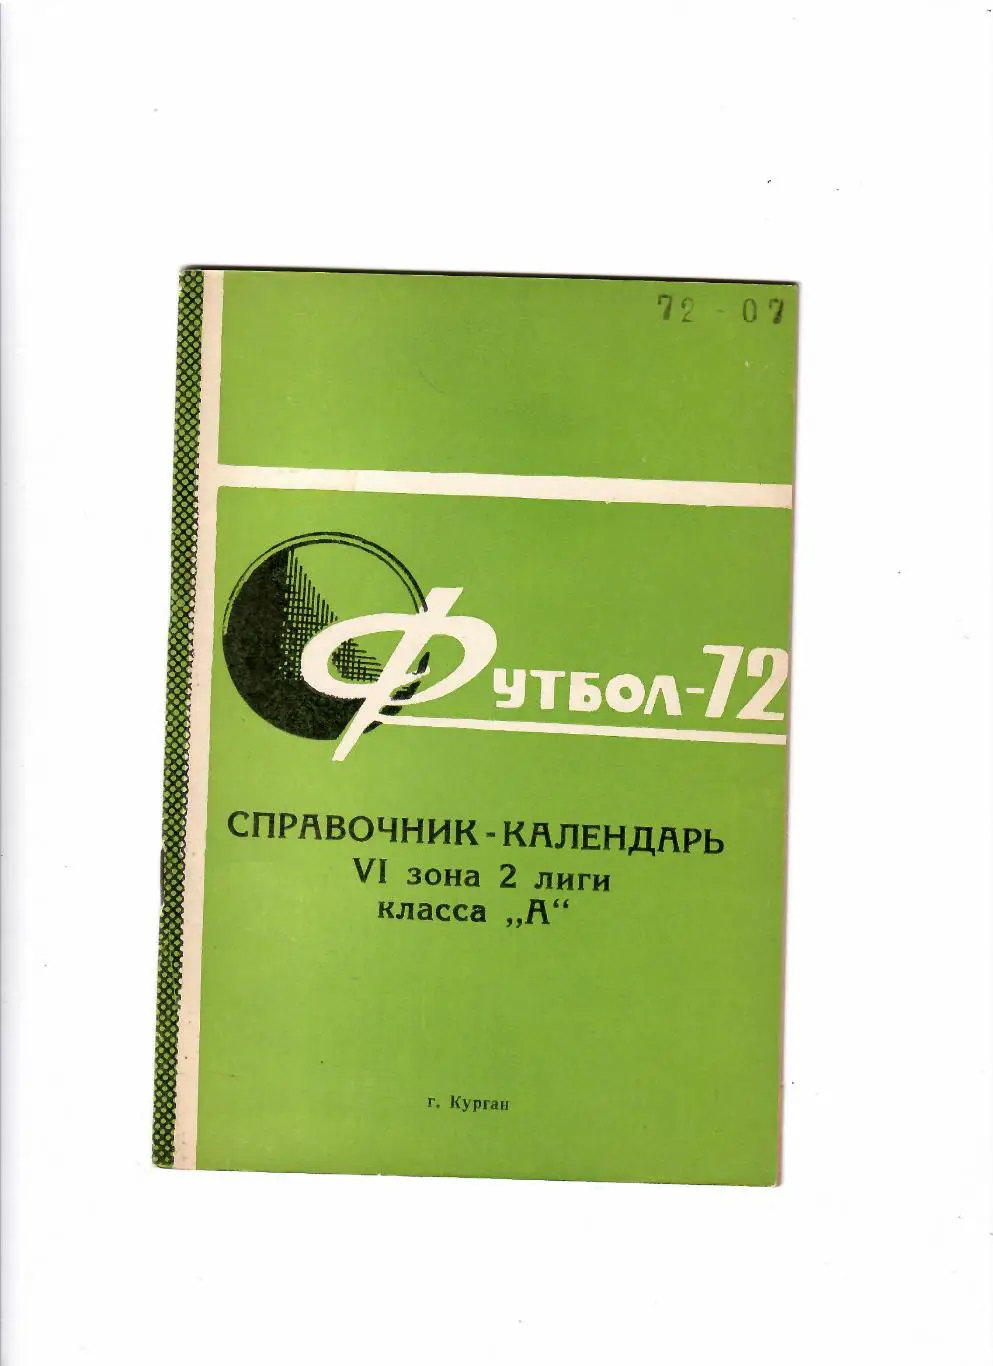 72 - 07
Футбол-72
СПРАВОЧНИК - КАЛЕНДАРЬ
VI зона 2 лиги
класса „А“
г. Курган